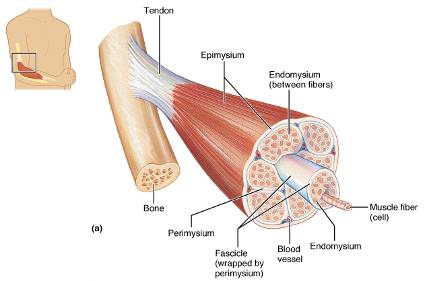 Tendon
Epimysium
Endomysium
(between fibers)
Bone
(a)
Perimysium
Fascicle
(wrapped by
perimysium)
Blood
vessel
Endomysium
Muscle fiber
(cell)